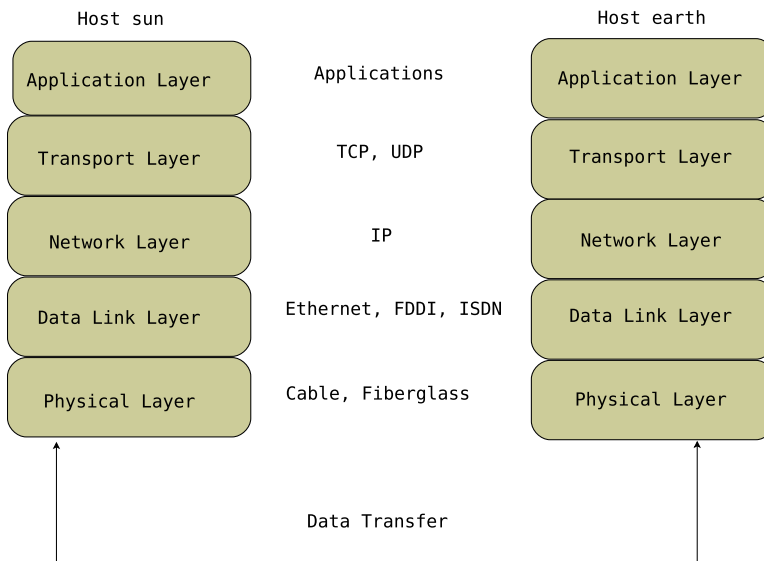 Host sun
Host earth
Application Layer
Applications
Application Layer
Transport Layer
TCP, UDP
Transport Layer
Network Layer
IP
Network Layer
Data Link Layer
Ethernet, FDDI, ISDN
Data Link Layer
Physical Layer
Cable, Fiberglass
Physical Layer
Data Transfer